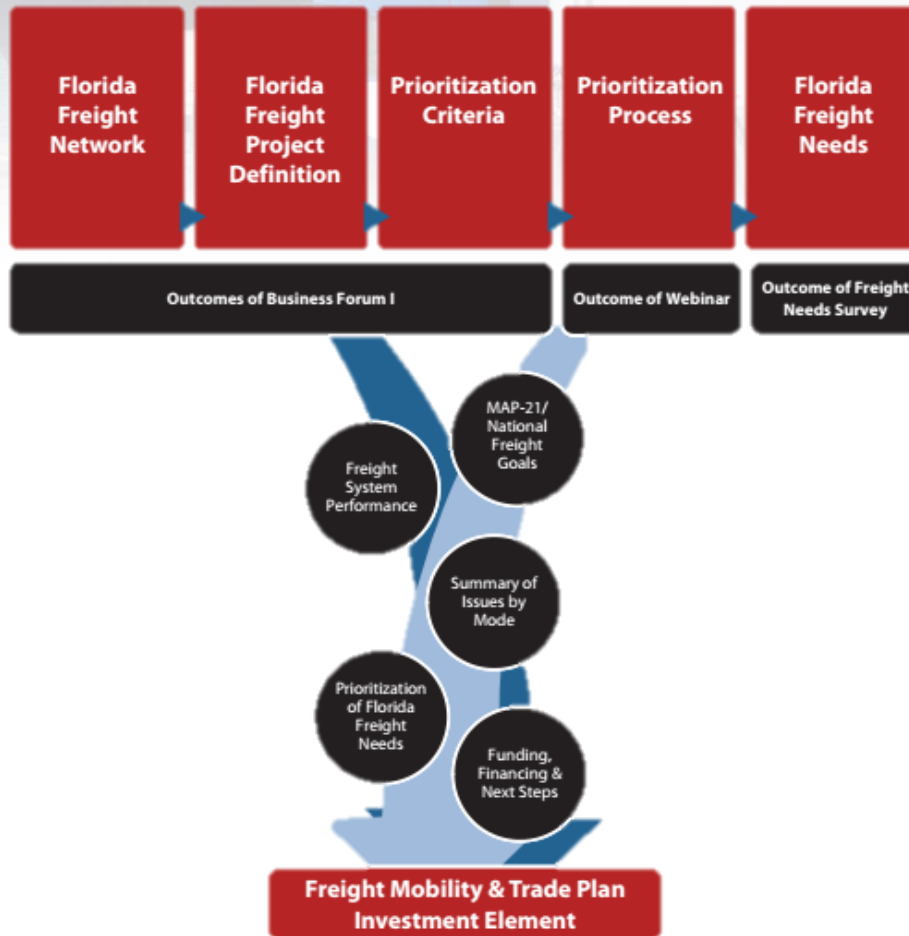 Florida
Freight
Network
Florida
Freight
Project
Definition
Prioritization
Criteria
Prioritization
Process
Florida
Freight
Needs
Outcomes of Business Forum I
Outcome of Webinar
Outcome of Freight
Needs Survey
MAP-21/
National
Freight
Goals
Freight
System
Performance
Summary of
Issues by
Mode
Prioritization
of Florida
Freight
Needs
Funding,
Financing &
Next Steps
Freight Mobility & Trade Plan
Investment Element